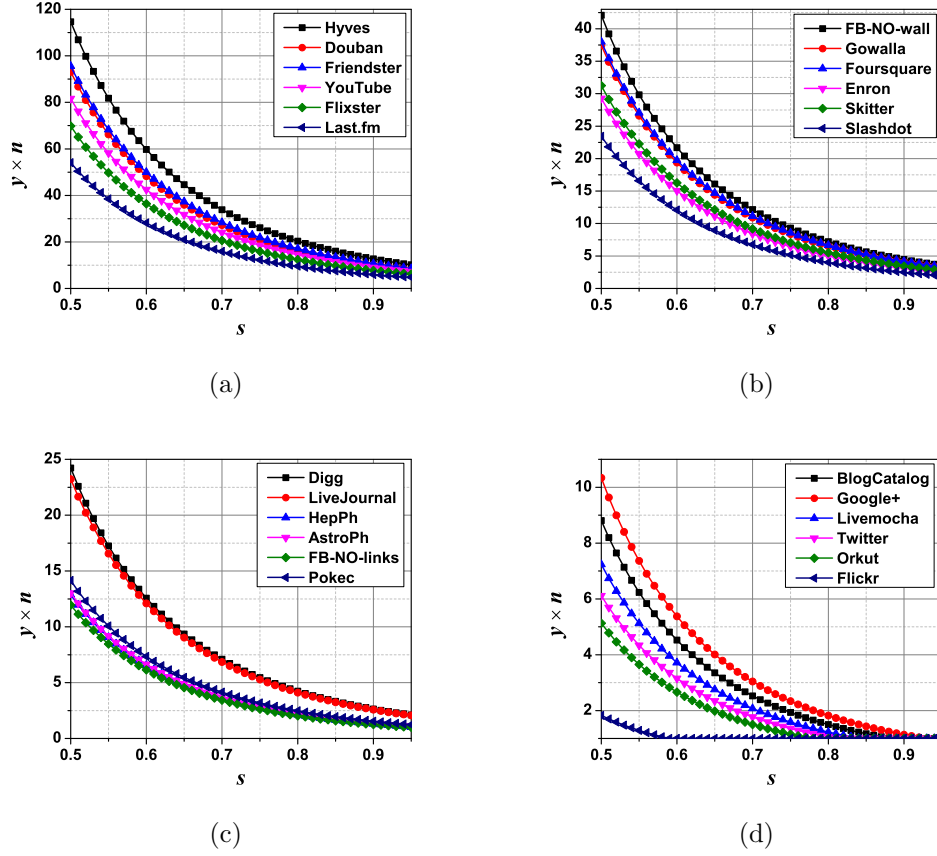 120
100
80
60
40
20
0
y × n
Hyves
Douban
Friendster
YouTube
Flixster
Last.fm
0.5 0.6 0.7 0.8 0.9
s
(a)
40
35
30
25
20
15
10
5
0
y × n
FB-NO-wall
Gowalla
Foursquare
Enron
Skitter
Slashdot
0.5 0.6 0.7 0.8 0.9
s
(b)
25
20
15
10
5
0
y × n
Digg
LiveJournal
HepPh
AstroPh
FB-NO-links
Pokec
0.5 0.6 0.7 0.8 0.9
s
(c)
10
8
6
4
2
y × n
BlogCatalog
Google+
Livemocha
Twitter
Orkut
Flickr
0.5 0.6 0.7 0.8 0.9
s
(d)